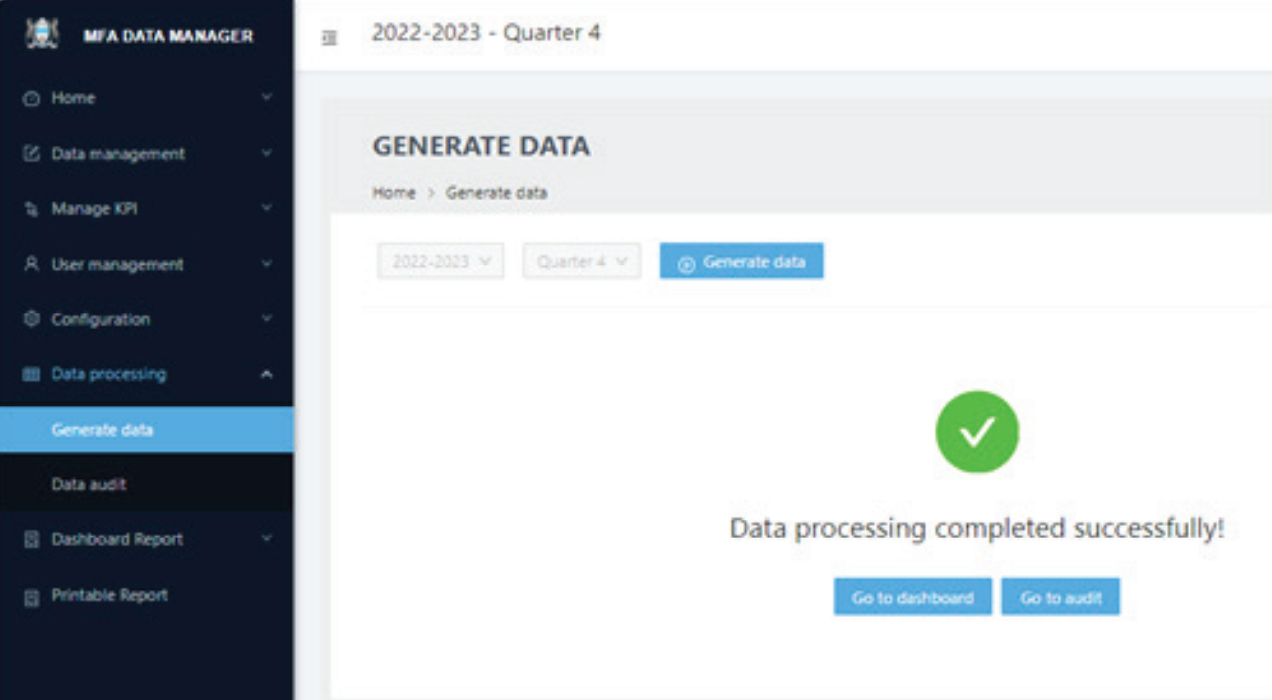 MFA DATA MANAGER
2022-2023 - Quarter 4
Home
Data management
Manage KPI
User management
Configuration
Data processing
Generate data
Data audit
Dashboard Report
Printable Report
GENERATE DATA
Home > Generate data
2022-2023 Quarter 4 Generate data
Data processing completed successfully!
Go to dashboard Go to audit